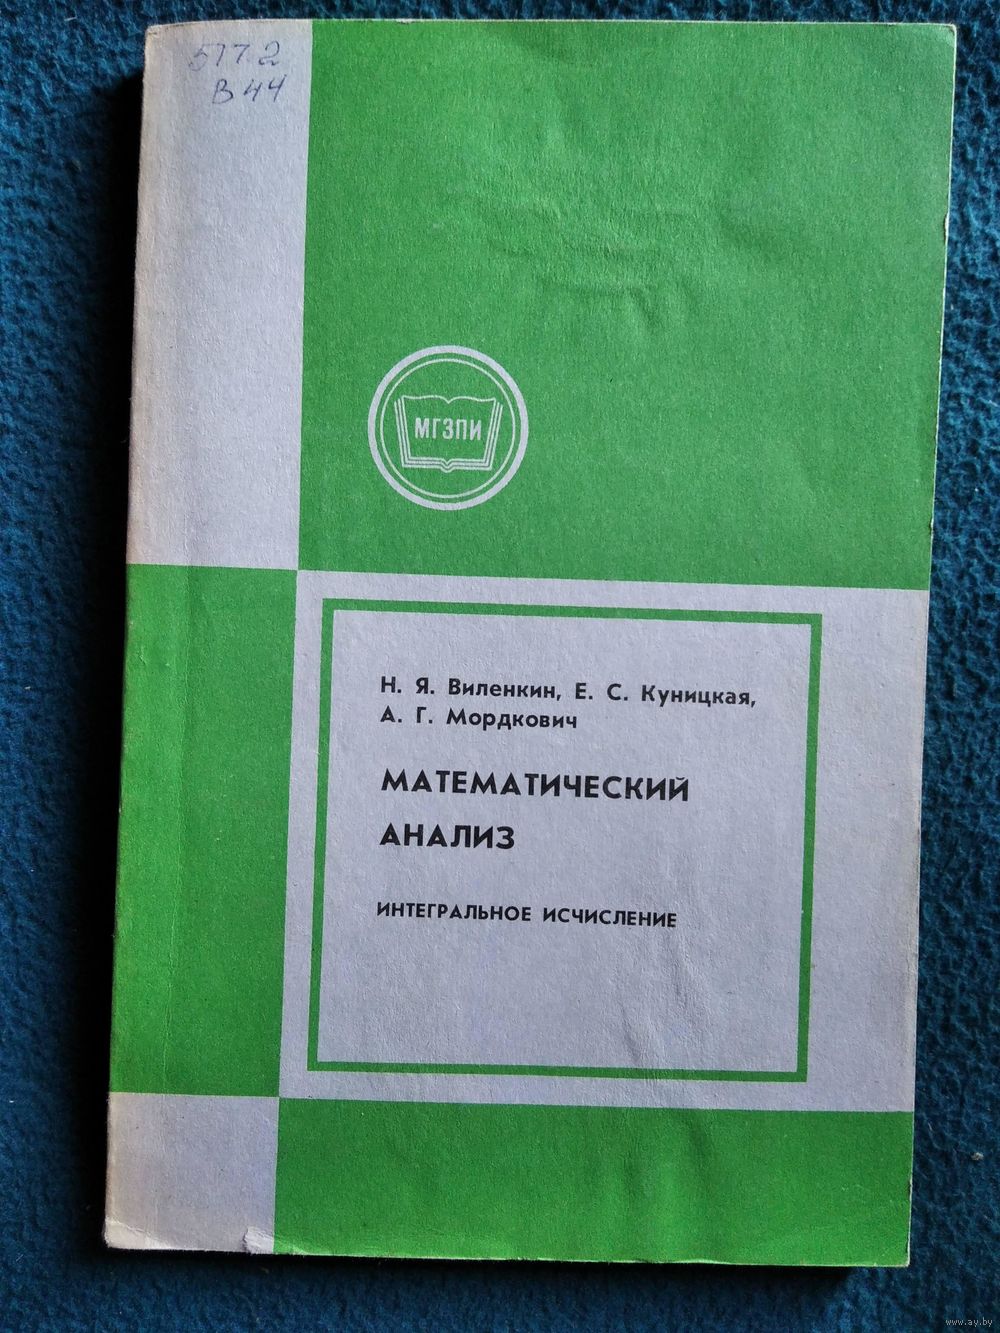 517.2
В 44
МГЗПИ
Н. Я. Виленкин, Е. С. Куницкая,
А. Г. Мордкович
МАТЕМАТИЧЕСКИЙ
АНАЛИЗ
ИНТЕГРАЛЬНОЕ ИСЧИСЛЕНИЕ
www.ay.by